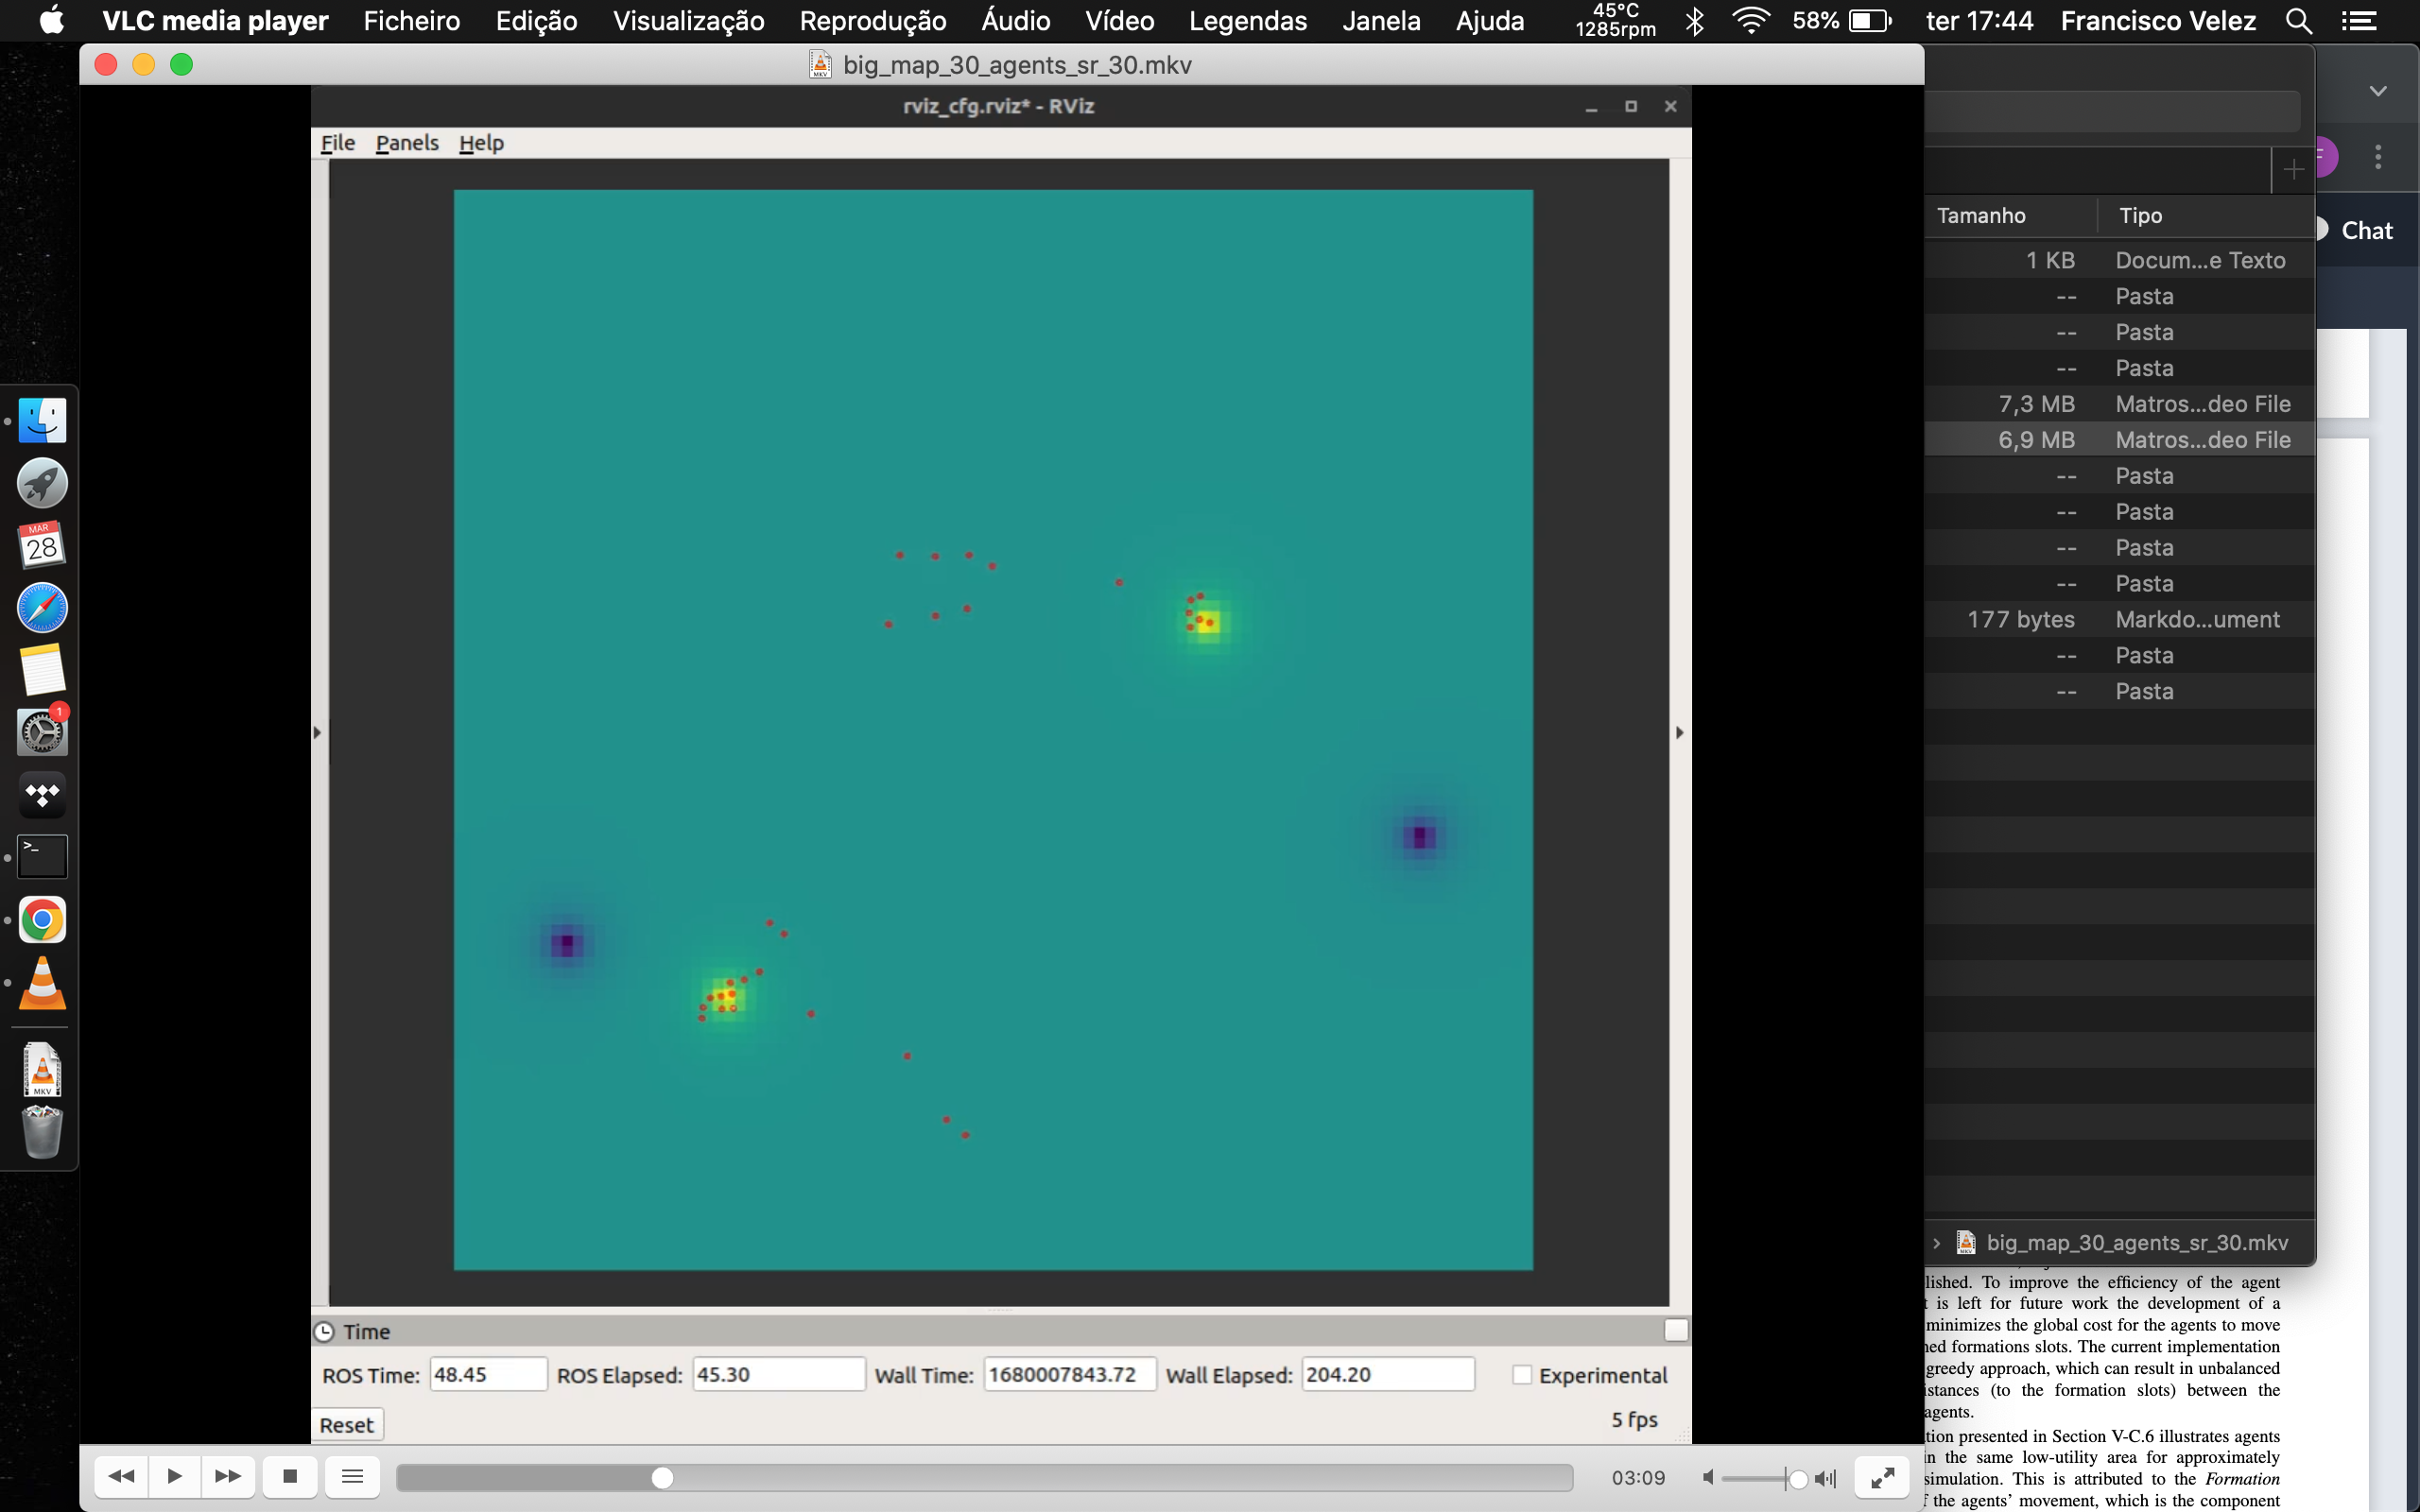 VLC media player Ficheiro Edição Visualização Reprodução Áudio Vídeo Legendas Janela Ajuda 45°C 1285rpm 58% ter 17:44 Francisco Velez
big_map_30_agents_sr_30.mkv
rviz_cfg.rviz* - RViz
File Panels Help
Tamanho Tipo
Chat
1 KB Docum...e Texto
-- Pasta
-- Pasta
-- Pasta
7,3 MB Matros...deo File
6,9 MB Matros...deo File
-- Pasta
-- Pasta
-- Pasta
-- Pasta
177 bytes Markdo...ument
-- Pasta
-- Pasta
MAR
28
1
>_
MKV
› big_map_30_agents_sr_30.mkv
lished. To improve the efficiency of the agent
is left for future work the development of a
minimizes the global cost for the agents to move
ned formations slots. The current implementation
greedy approach, which can result in unbalanced
istances (to the formation slots) between the
agents.
tion presented in Section V-C.6 illustrates agents
n the same low-utility area for approximately
simulation. This is attributed to the Formation
f the agents' movement, which is the component
Time
ROS Time: 48.45 ROS Elapsed: 45.30 Wall Time: 1680007843.72 Wall Elapsed: 204.20 Experimental
Reset 5 fps
03:09